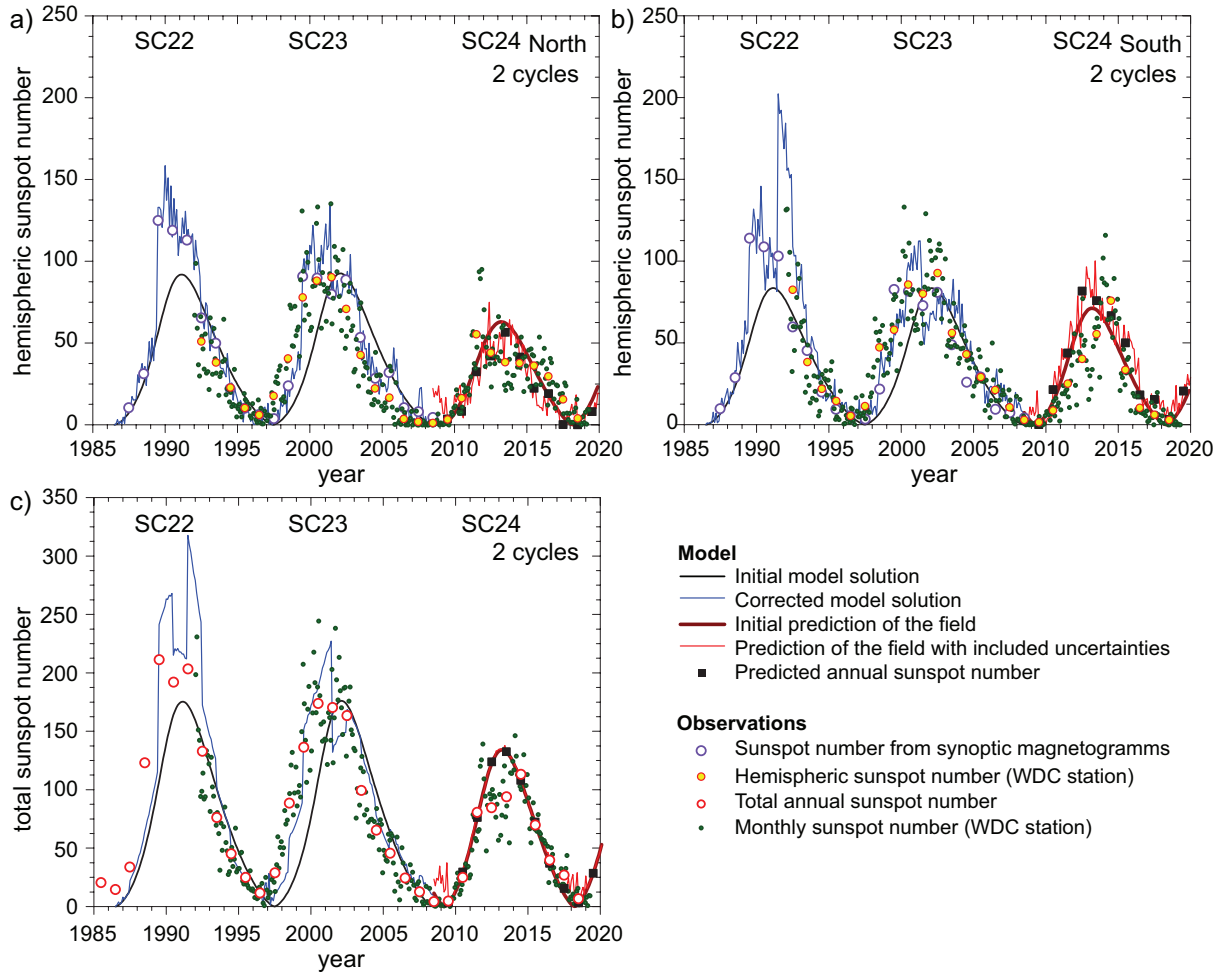 a)
SC22 SC23 SC24 North
2 cycles
hemispheric sunspot number
250
200
150
100
50
0
1985 1990 1995 2000 2005 2010 2015 2020
year
b)
SC22 SC23 SC24 South
2 cycles
hemispheric sunspot number
250
200
150
100
50
0
1985 1990 1995 2000 2005 2010 2015 2020
year
c)
SC22 SC23 SC24
2 cycles
total sunspot number
350
300
250
200
150
100
50
0
1985 1990 1995 2000 2005 2010 2015 2020
year
Model
Initial model solution
Corrected model solution
Initial prediction of the field
Prediction of the field with included uncertainties
Predicted annual sunspot number
Observations
Sunspot number from synoptic magnetogramms
Hemispheric sunspot number (WDC station)
Total annual sunspot number
Monthly sunspot number (WDC station)